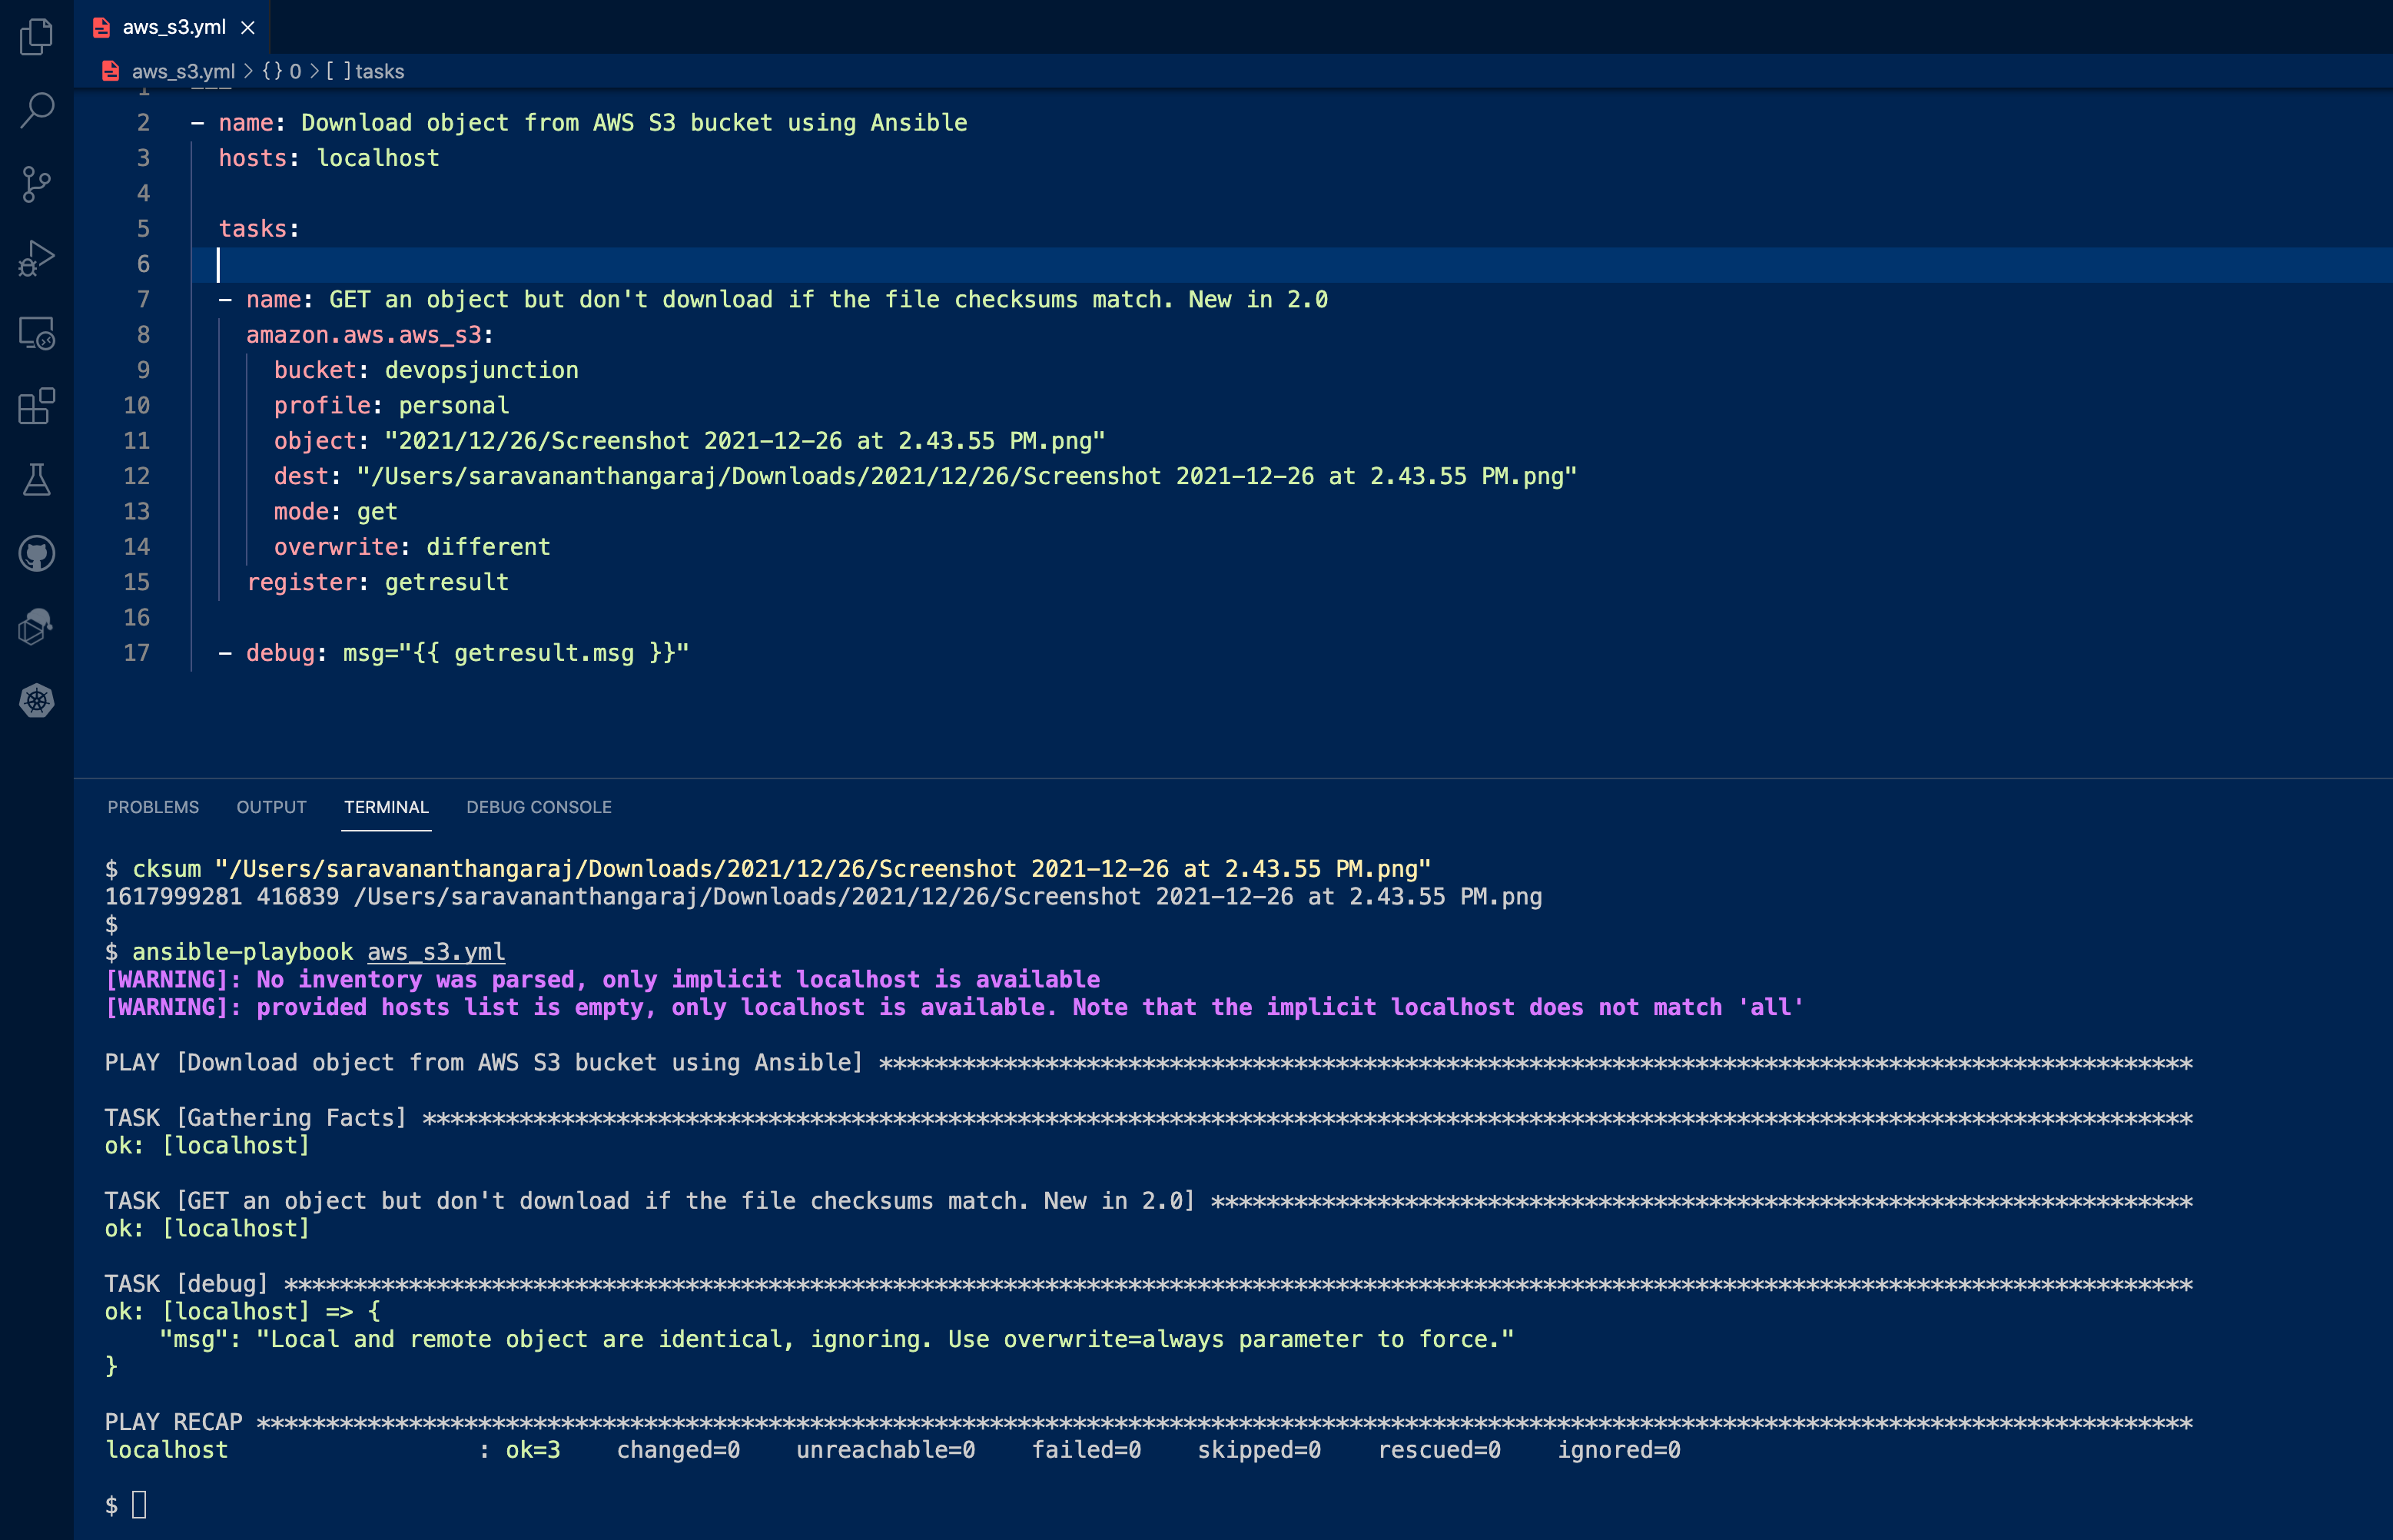 aws_s3.yml
aws_s3.yml > {} 0 > [ ] tasks
1 ---
2 - name: Download object from AWS S3 bucket using Ansible
3 hosts: localhost
4
5 tasks:
6
7 - name: GET an object but don't download if the file checksums match. New in 2.0
8 amazon.aws.aws_s3:
9 bucket: devopsjunction
10 profile: personal
11 object: "2021/12/26/Screenshot 2021-12-26 at 2.43.55 PM.png"
12 dest: "/Users/saravananthangaraj/Downloads/2021/12/26/Screenshot 2021-12-26 at 2.43.55 PM.png"
13 mode: get
14 overwrite: different
15 register: getresult
16
17 - debug: msg="{{ getresult.msg }}"
PROBLEMS OUTPUT TERMINAL DEBUG CONSOLE
$ cksum "/Users/saravananthangaraj/Downloads/2021/12/26/Screenshot 2021-12-26 at 2.43.55 PM.png"
1617999281 416839 /Users/saravananthangaraj/Downloads/2021/12/26/Screenshot 2021-12-26 at 2.43.55 PM.png
$
$ ansible-playbook aws_s3.yml
[WARNING]: No inventory was parsed, only implicit localhost is available
[WARNING]: provided hosts list is empty, only localhost is available. Note that the implicit localhost does not match 'all'
PLAY [Download object from AWS S3 bucket using Ansible] ***********************************************************************************************
TASK [Gathering Facts] ********************************************************************************************************************************
ok: [localhost]
TASK [GET an object but don't download if the file checksums match. New in 2.0] ***********************************************************************
ok: [localhost]
TASK [debug] ******************************************************************************************************************************************
ok: [localhost] => {
"msg": "Local and remote object are identical, ignoring. Use overwrite=always parameter to force."
}
PLAY RECAP ********************************************************************************************************************************************
localhost : ok=3 changed=0 unreachable=0 failed=0 skipped=0 rescued=0 ignored=0
$